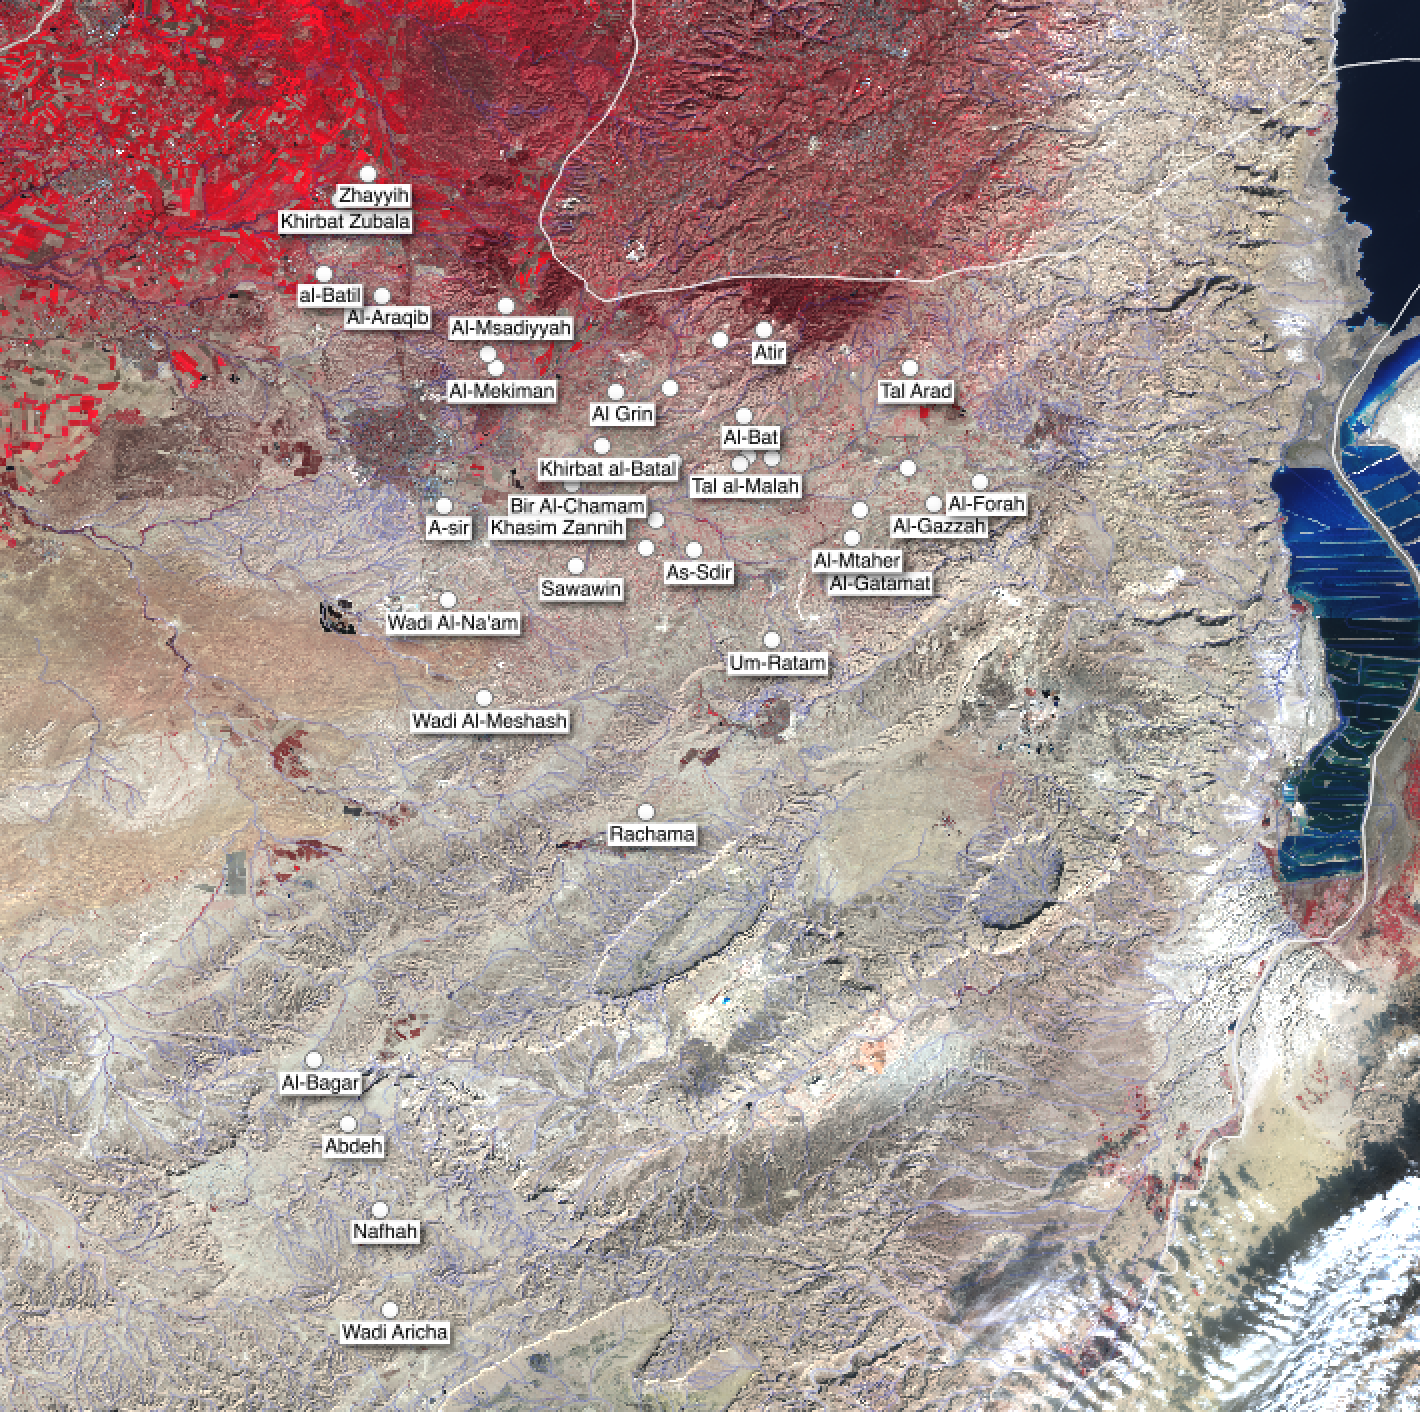 Zhayyih
Khirbat Zubala
al-Batil
Al-Araqib
Al-Msadiyyah
Atir
Al-Mekiman
Tal Arad
Al Grin
Al-Bat
Khirbat al-Batal
Tal al-Malah
Bir Al-Chamam
Al-Forah
A-sir
Khasim Zannih
Al-Gazzah
Al-Mtaher
As-Sdir
Al-Gatamat
Sawawin
Wadi Al-Na'am
Um-Ratam
Wadi Al-Meshash
Rachama
Al-Bagar
Abdeh
Nafhah
Wadi Aricha